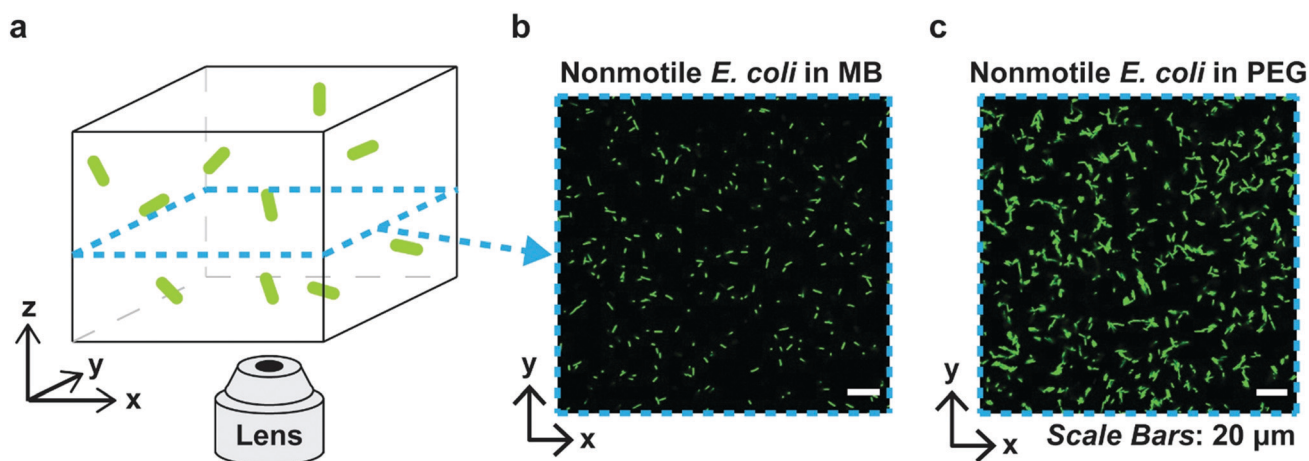 a
z
y
x
Lens
b
Nonmotile E. coli in MB
y
x
c
Nonmotile E. coli in PEG
y
x
Scale Bars: 20 μm